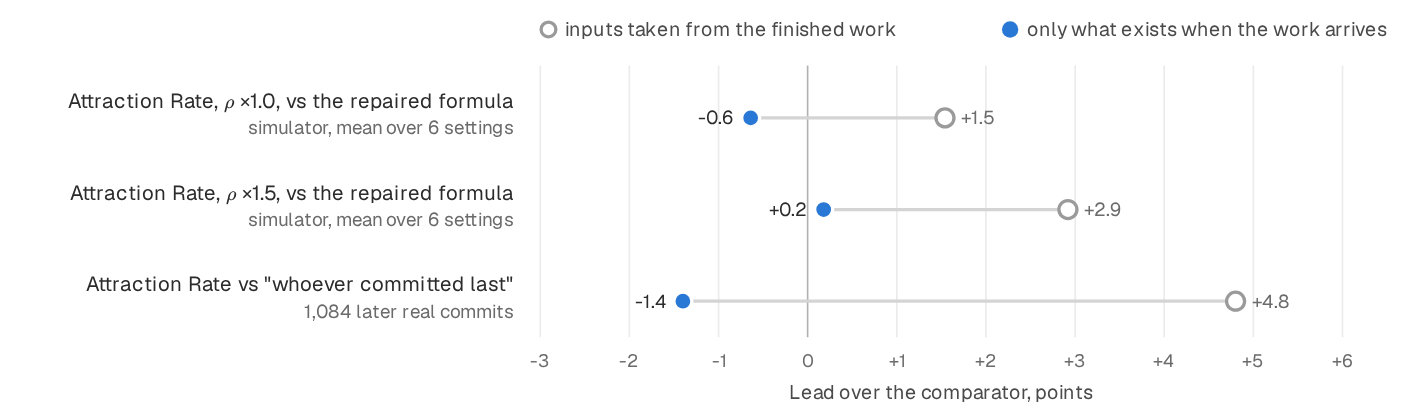 inputs taken from the finished work
only what exists when the work arrives
Attraction Rate, ρ ×1.0, vs the repaired formula
simulator, mean over 6 settings
-0.6
+1.5
Attraction Rate, ρ ×1.5, vs the repaired formula
simulator, mean over 6 settings
+0.2
+2.9
Attraction Rate vs "whoever committed last"
1,084 later real commits
-1.4
+4.8
-3 -2 -1 0 +1 +2 +3 +4 +5 +6
Lead over the comparator, points